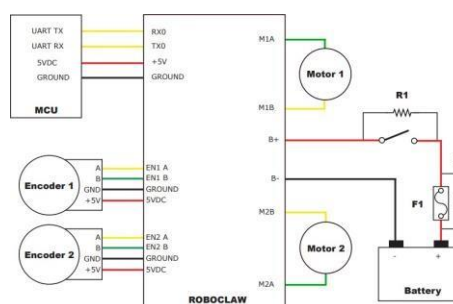 UART TX
UART RX
5VDC
GROUND
MCU
RX0
TX0
+5V
GROUND
M1A
Motor 1
M1B
R1
B+
B-
F1
A
B
GND
+5V
Encoder 1
EN1 A
EN1 B
GROUND
5VDC
M2B
Motor 2
M2A
A
B
GND
+5V
Encoder 2
EN2 A
EN2 B
GROUND
5VDC
- +
Battery
ROBOCLAW